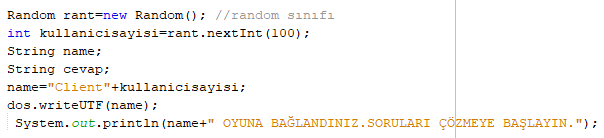 Random rant=new Random(); //random sınıfı
int kullanicisayisi=rant.nextInt(100);
String name;
String cevap;
name="Client"+kullanicisayisi;
dos.writeUTF(name);
System.out.println(name+" OYUNA BAĞLANDINIZ.SORULARI ÇÖZMEYE BAŞLAYIN.");